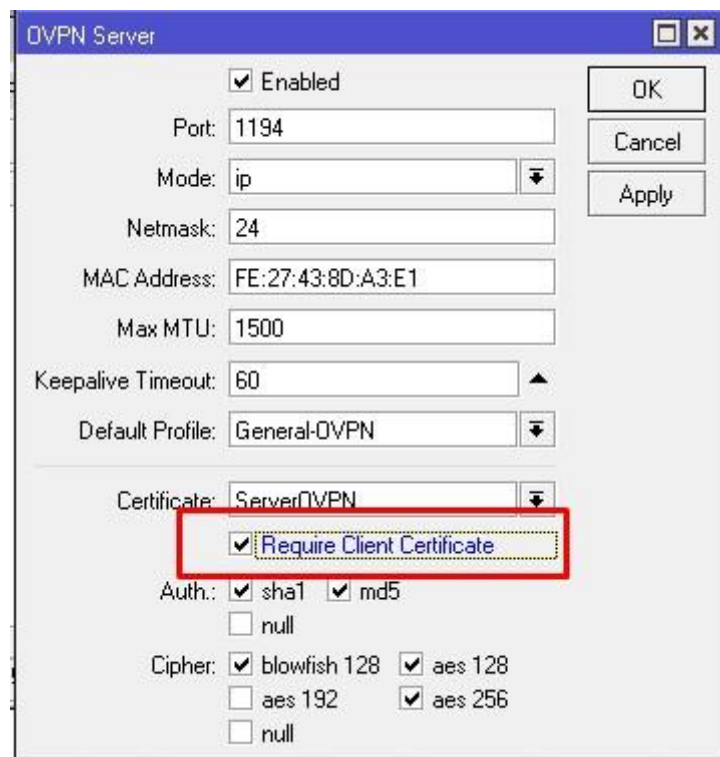 OVPN Server
Enabled
OK
Port: 1194
Cancel
Mode: ip
Apply
Netmask: 24
MAC Address: FE:27:43:8D:A3:E1
Max MTU: 1500
Keepalive Timeout: 60
Default Profile: General-OVPN
Certificate: ServerOVPN
Require Client Certificate
Auth.: sha1 md5
null
Cipher: blowfish 128 aes 128
aes 192 aes 256
null